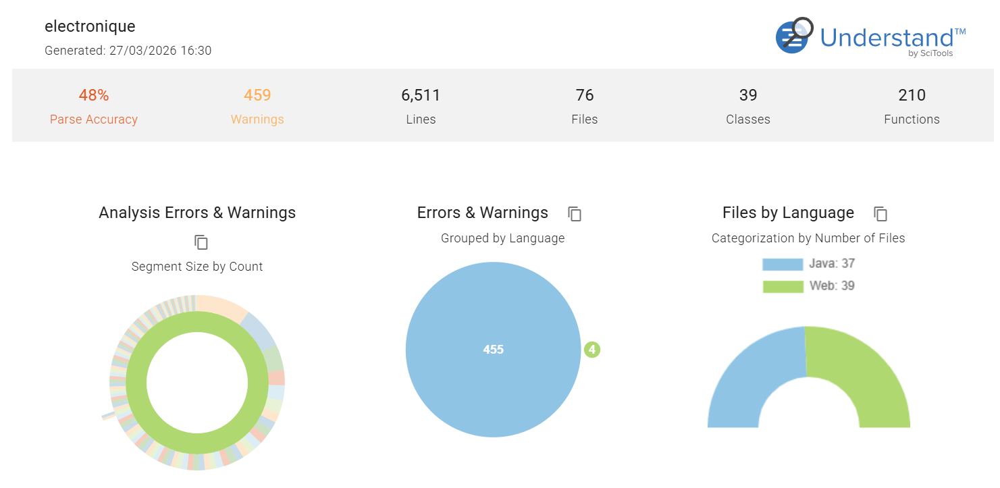 electronique
Generated: 27/03/2026 16:30
Understand™
by SciTools
48%
Parse Accuracy
459
Warnings
6,511
Lines
76
Files
39
Classes
210
Functions
Analysis Errors & Warnings
Segment Size by Count
Errors & Warnings
Grouped by Language
455
4
Files by Language
Categorization by Number of Files
Java: 37
Web: 39